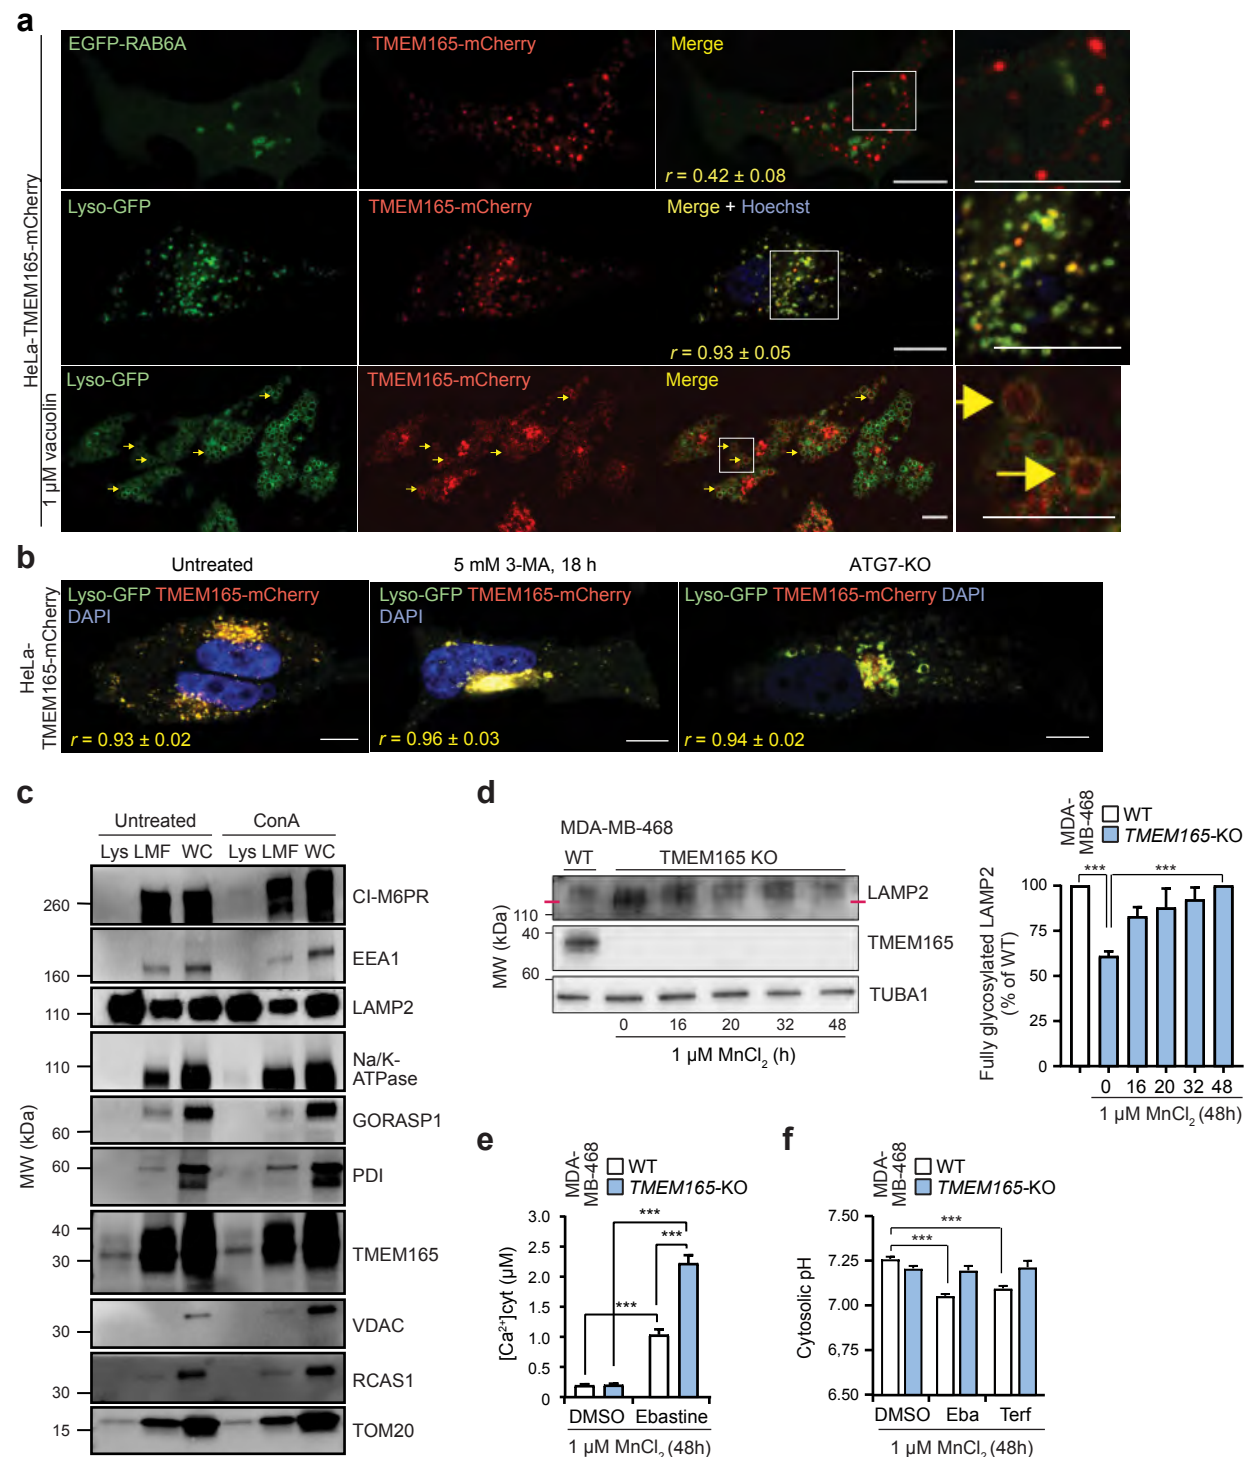 a
HeLa-TMEM165-mCherry
1 µM vacuolin
EGFP-RAB6A
TMEM165-mCherry
Merge
r = 0.42 ± 0.08
Lyso-GFP
TMEM165-mCherry
Merge + Hoechst
r = 0.93 ± 0.05
Lyso-GFP
TMEM165-mCherry
Merge
b
Untreated
5 mM 3-MA, 18 h
ATG7-KO
HeLa-
TMEM165-mCherry
Lyso-GFP TMEM165-mCherry
DAPI
r = 0.93 ± 0.02
Lyso-GFP TMEM165-mCherry
DAPI
r = 0.96 ± 0.03
Lyso-GFP TMEM165-mCherry DAPI
r = 0.94 ± 0.02
c
Untreated
ConA
Lys LMF WC Lys LMF WC
MW (kDa)
260
CI-M6PR
160
EEA1
110
LAMP2
110
Na/K-
ATPase
60
GORASP1
60
PDI
40
30
TMEM165
30
VDAC
30
RCAS1
15
TOM20
d
MDA-MB-468
WT
TMEM165 KO
MW (kDa)
110
LAMP2
40
TMEM165
60
TUBA1
0 16 20 32 48
1 µM MnCl2 (h)
MDA-
MB-468
WT
TMEM165-KO
Fully glycosylated LAMP2
(% of WT)
*** ***
100
75
50
25
0
0 16 20 32 48
1 µM MnCl2 (48h)
e
MDA-
MB-468
WT
TMEM165-KO
[Ca2+]cyt (µM)
3.0
2.5
2.0
1.5
1.0
0.5
0
***
***
***
DMSO Ebastine
1 µM MnCl2 (48h)
f
MDA-
MB-468
WT
TMEM165-KO
Cytosolic pH
7.50
7.25
7.00
6.75
6.50
***
***
DMSO Eba Terf
1 µM MnCl2 (48h)